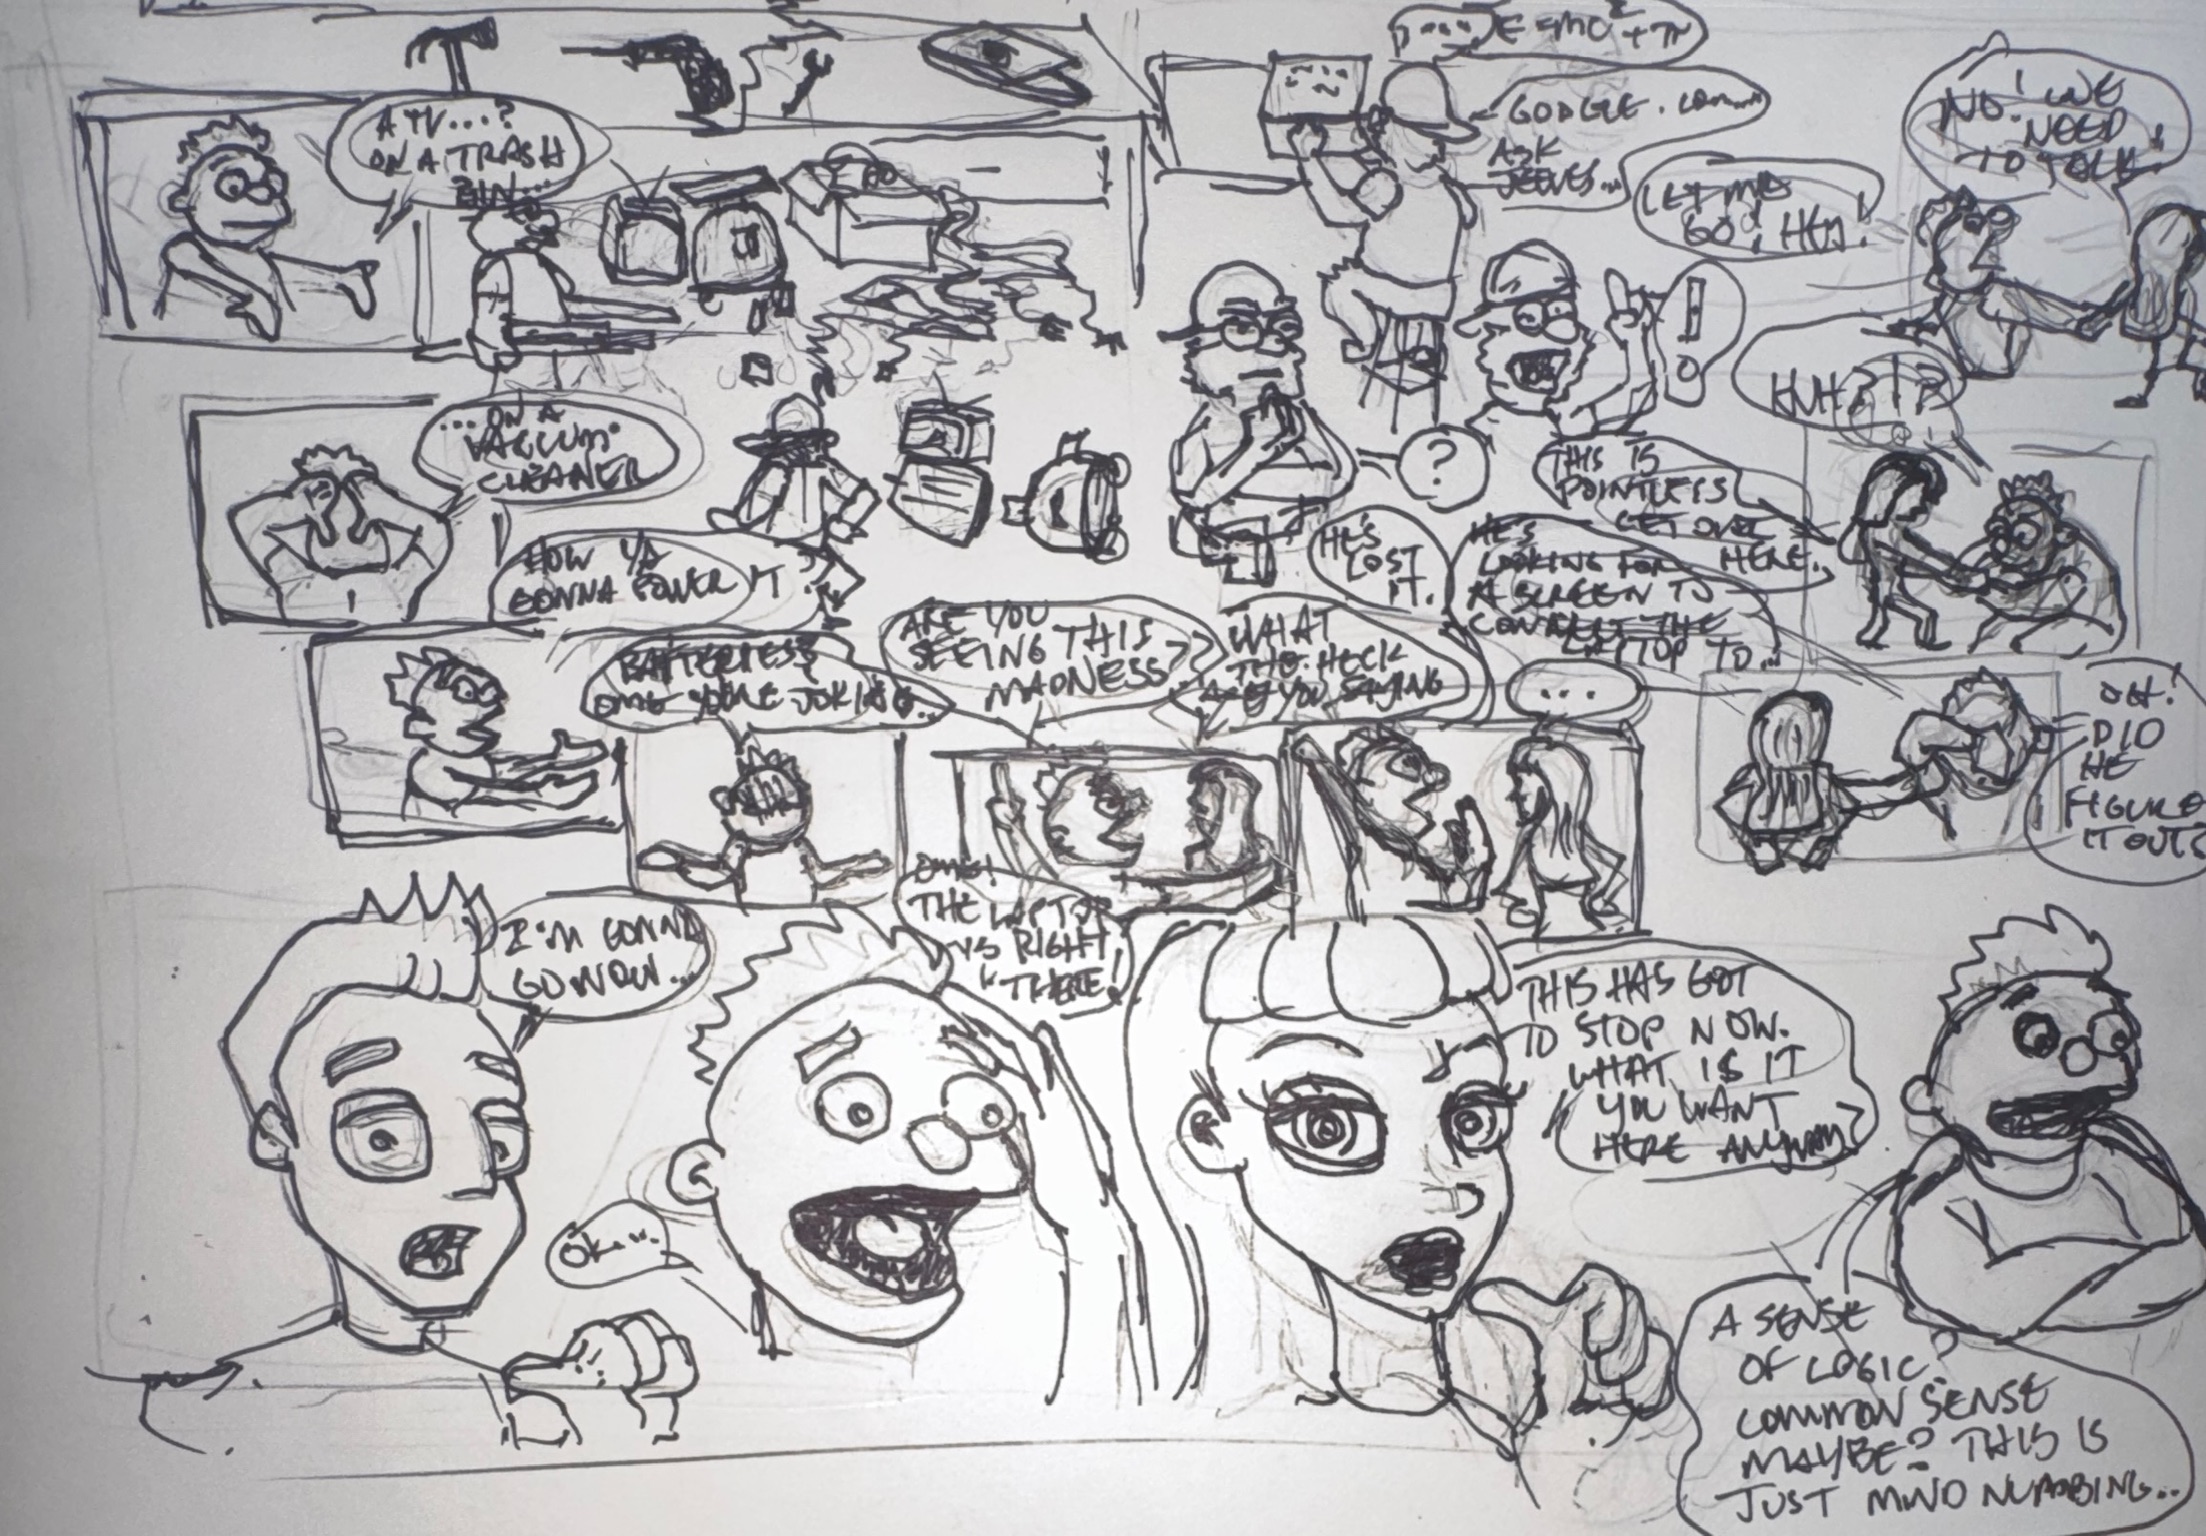 E=MC²+
A TV...?
ON A TRASH
BIN...
GOOGLE.COM....
ASK
JEEVES...
LET ME
GO! HEY!
NO! WE
NEED
TO TALK!
...ON A
VACUUM
CLEANER
HOW YA
GONNA POWER IT?
?
!
HUH?!?
THIS IS
POINTLESS
GET OVER
HERE..
HE'S
LOST
IT.
HE'S
LOOKING FOR
A SCREEN TO
CONNECT THE
LAPTOP TO...
BATTERIES?
OMG YOU'RE JOKING...
ARE YOU
SEEING THIS
MADNESS?
WHAT
THE HECK
ARE YOU SAYING
...
DID
HE
FIGURE
IT OUT?
I'M GONNA
GO NOW...
OMG!
THE LAPTOP
IS RIGHT
THERE!
OK...
THIS HAS GOT
TO STOP NOW.
WHAT IS IT
YOU WANT
HERE ANYWAY?
A SENSE
OF LOGIC?
COMMON SENSE
MAYBE? THIS IS
JUST MIND NUMBING...